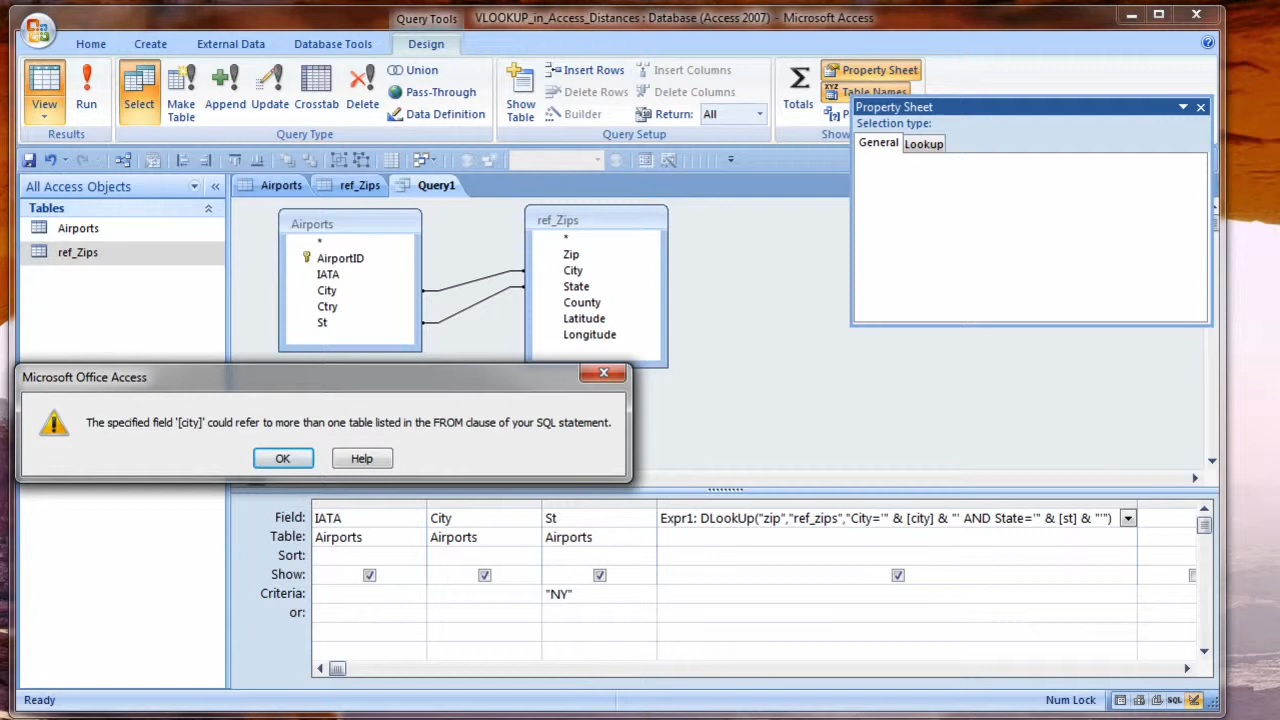 Query Tools
VLOOKUP_in_Access_Distances : Database (Access 2007) - Microsoft Access
Home
Create
External Data
Database Tools
Design
View
Run
Results
Select
Make
Table
Append
Update
Crosstab
Delete
Union
Pass-Through
Data Definition
Query Type
Show
Table
Insert Rows
Delete Rows
Builder
Insert Columns
Delete Columns
Return:
All
Query Setup
Totals
Property Sheet
Table Names
Property Sheet
Selection type:
General
Lookup
All Access Objects
Tables
Airports
ref_Zips
Airports
ref_Zips
Query1
Airports
*
AirportID
IATA
City
Ctry
St
ref_Zips
*
Zip
City
State
County
Latitude
Longitude
Microsoft Office Access
The specified field '[city]' could refer to more than one table listed in the FROM clause of your SQL statement.
OK
Help
Field: IATA City St Expr1: DLookUp("zip","ref_zips","City='" & [city] & "' AND State='" & [st] & "'")
Table: Airports Airports Airports
Sort:
Show:
Criteria: "NY"
or:
Ready
Num Lock
SQL